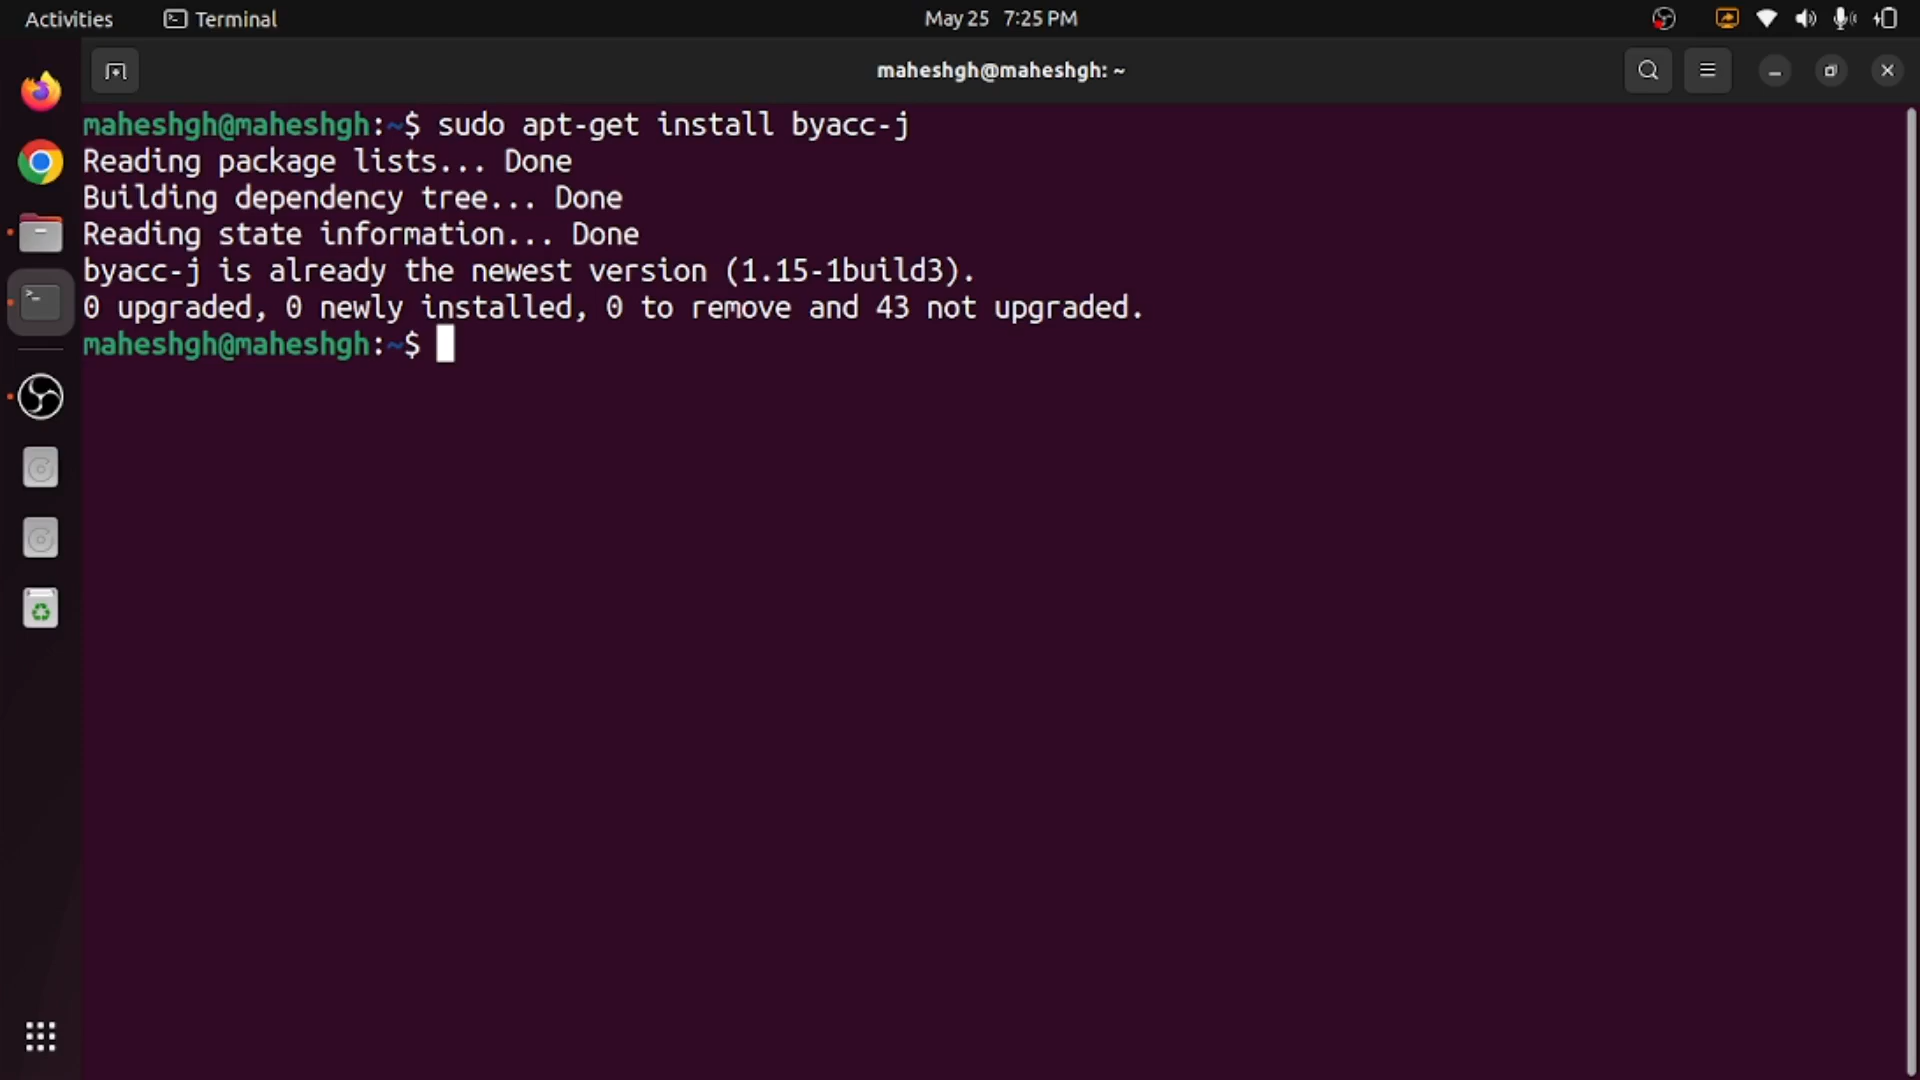 Activities Terminal May 25 7:25 PM
maheshgh@maheshgh: ~
maheshgh@maheshgh:~$ sudo apt-get install byacc-j
Reading package lists... Done
Building dependency tree... Done
Reading state information... Done
byacc-j is already the newest version (1.15-1build3).
0 upgraded, 0 newly installed, 0 to remove and 43 not upgraded.
maheshgh@maheshgh:~$